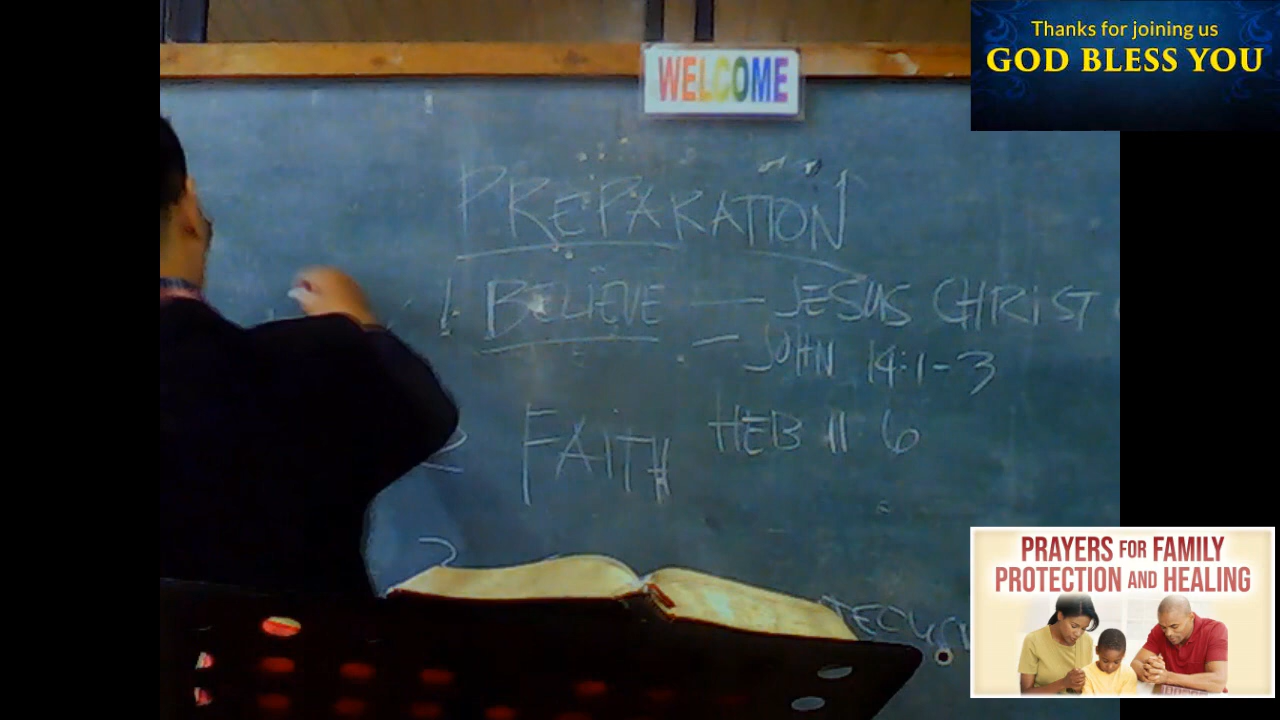 Thanks for joining us
GOD BLESS YOU
WELCOME
PREPARATION
1. BELIEVE — JESUS CHRIST
— JOHN 14:1-3
2 FAITH HEB 11:6
PRAYERS FOR FAMILY
PROTECTION AND HEALING